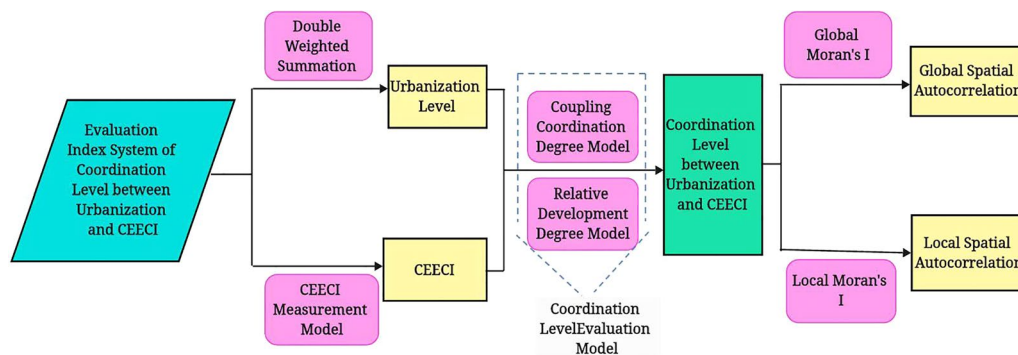 Evaluation
Index System of
Coordination
Level between
Urbanization
and CEECI
Double
Weighted
Summation
Urbanization
Level
CEECI
CEECI
Measurement
Model
Coupling
Coordination
Degree Model
Relative
Development
Degree Model
Coordination
LevelEvaluation
Model
Coordination
Level
between
Urbanization
and CEECI
Global
Moran's I
Global Spatial
Autocorrelation
Local Spatial
Autocorrelation
Local Moran's
I